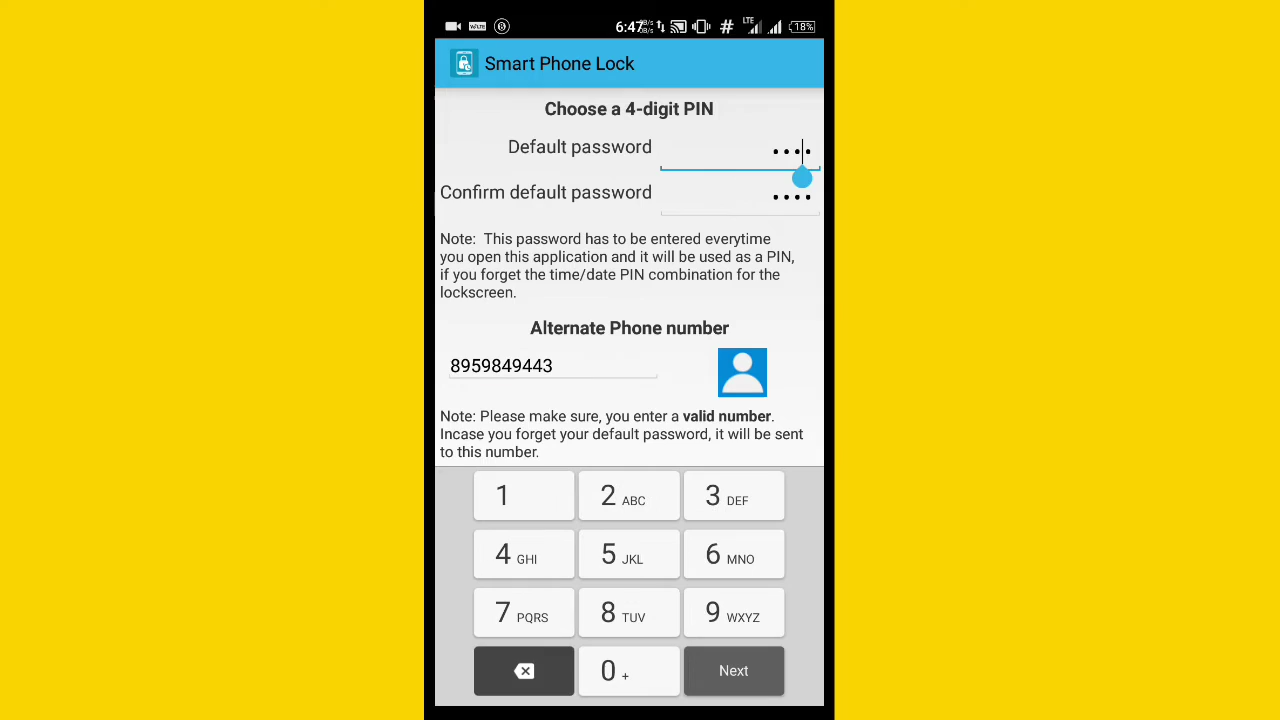 6:47 B/s B/s # LTE 18%
Smart Phone Lock
Choose a 4-digit PIN
Default password ••••
Confirm default password ••••
Note:  This password has to be entered everytime
you open this application and it will be used as a PIN,
if you forget the time/date PIN combination for the
lockscreen.
Alternate Phone number
8959849443
Note: Please make sure, you enter a valid number.
Incase you forget your default password, it will be sent
to this number.
1 2 ABC 3 DEF
4 GHI 5 JKL 6 MNO
7 PQRS 8 TUV 9 WXYZ
0 + Next